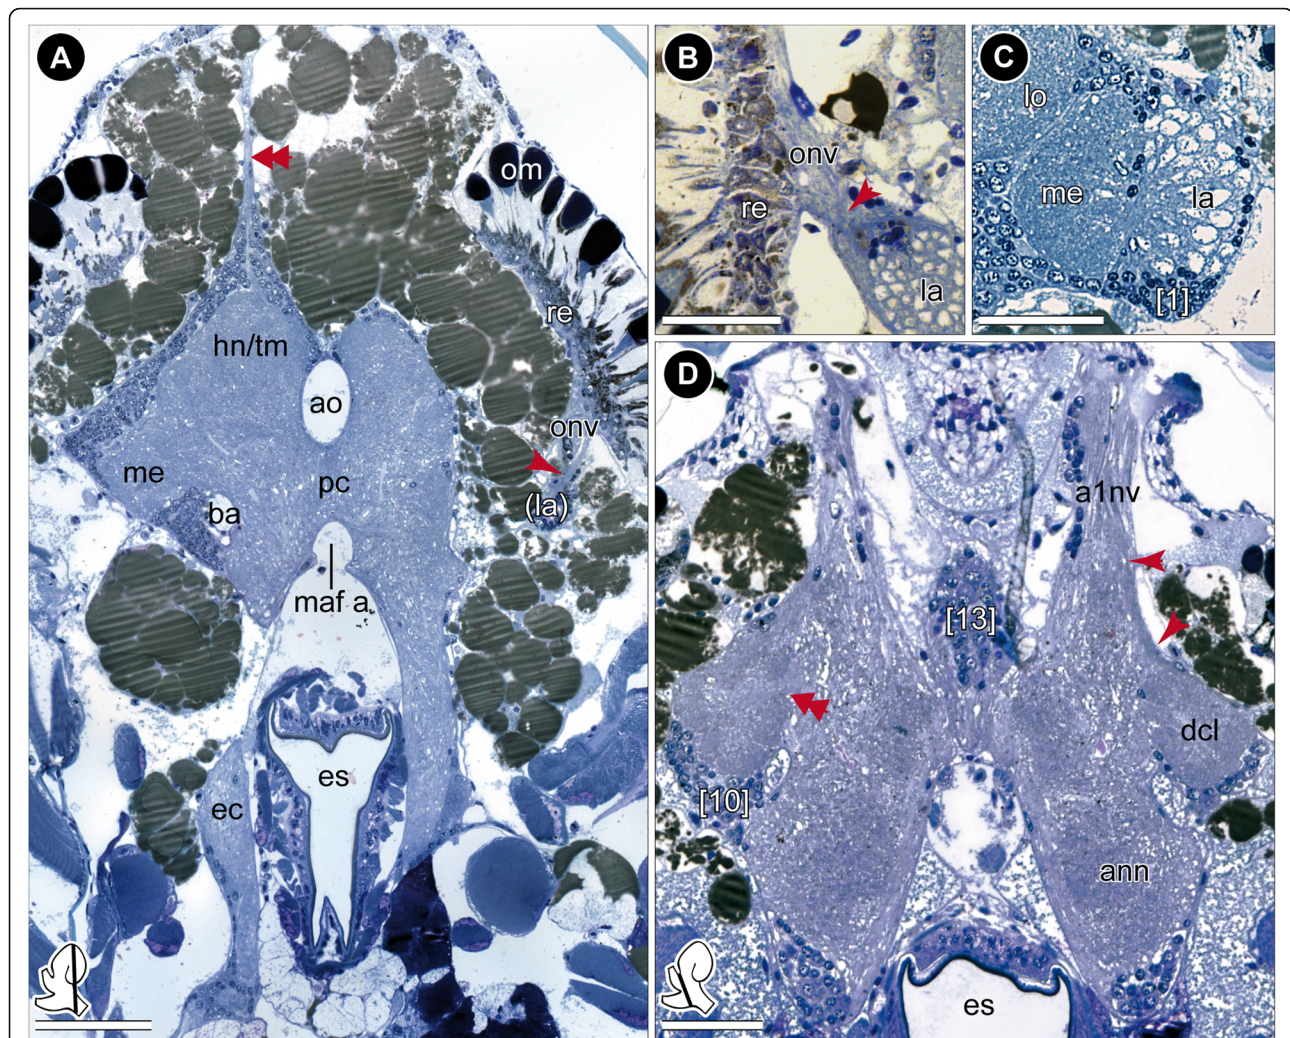 A
om
re
hn/tm
ao
onv
me
pc
(la)
ba
maf a
es
ec
B
onv
re
la
C
lo
me
la
[1]
D
a1nv
[13]
dcl
[10]
ann
es